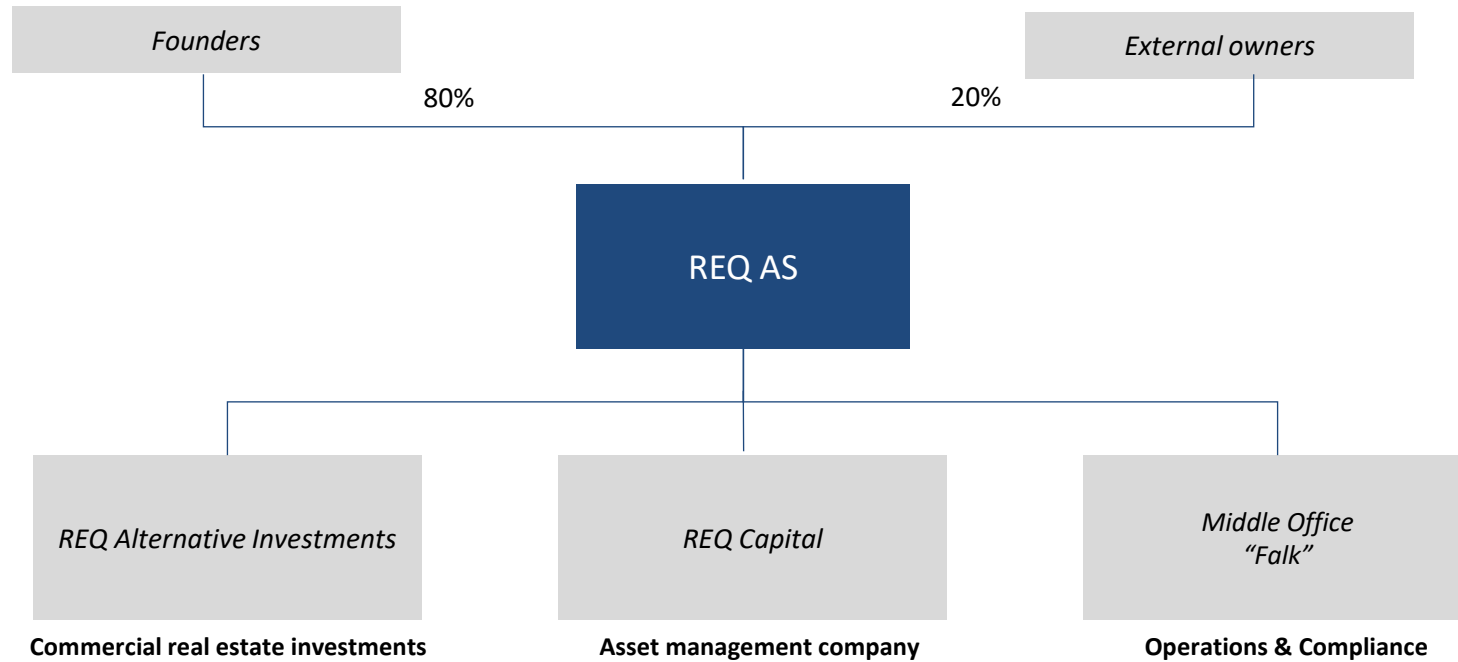 Founders
External owners
80%
20%
REQ AS
REQ Alternative Investments
REQ Capital
Middle Office
“Falk”
Commercial real estate investments
Asset management company
Operations & Compliance